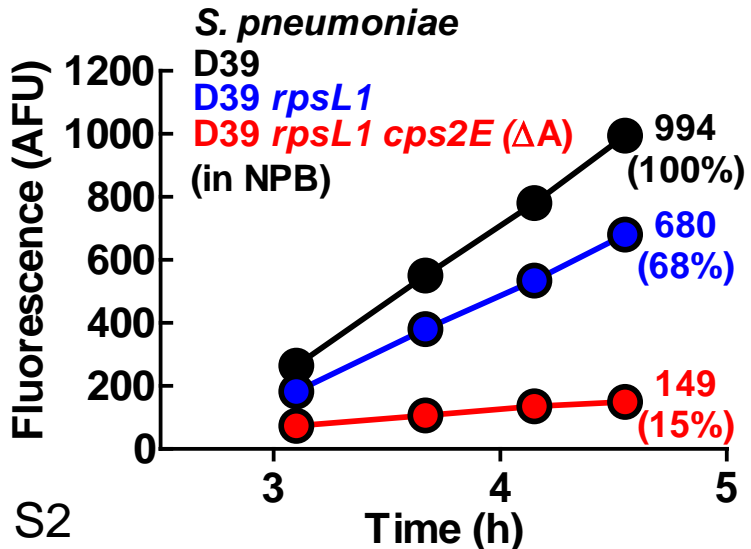 S. pneumoniae
D39
D39 rpsL1
D39 rpsL1 cps2E (ΔA)
(in NPB)
Fluorescence (AFU)
1200
1000
800
600
400
200
0
994
(100%)
680
(68%)
149
(15%)
3
4
5
Time (h)
S2